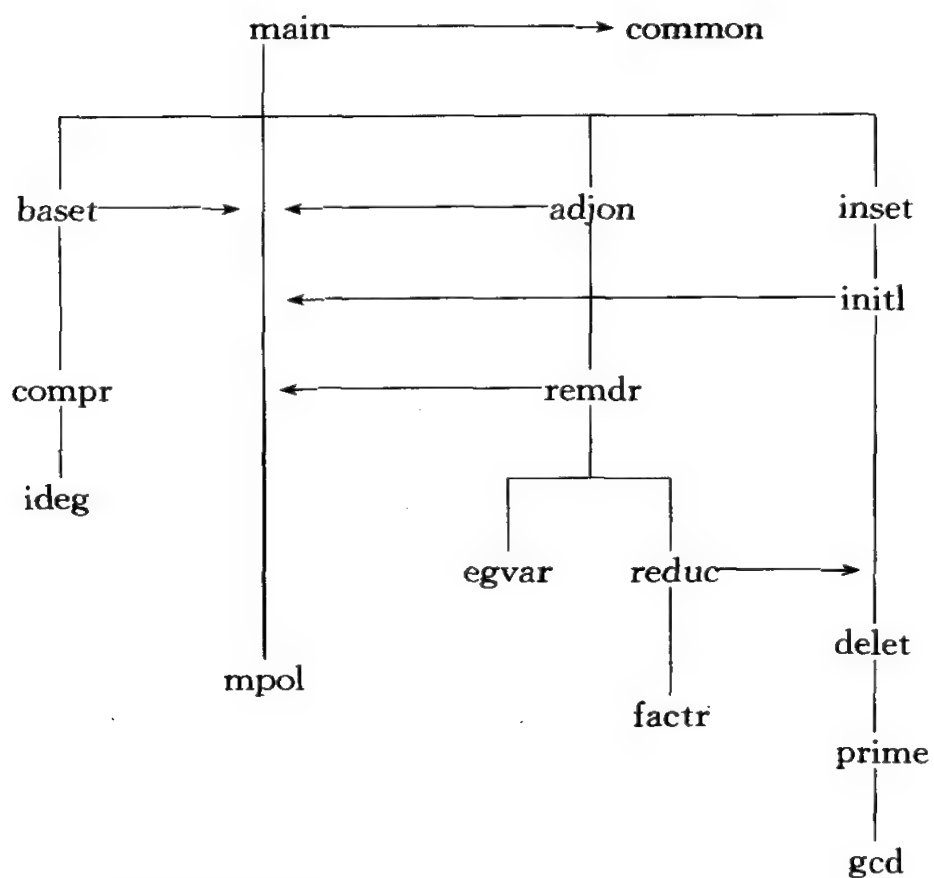 main common
baset adjon inset
initl
compr remdr
ideg
egvar reduc
delet
mpol
factr
prime
gcd